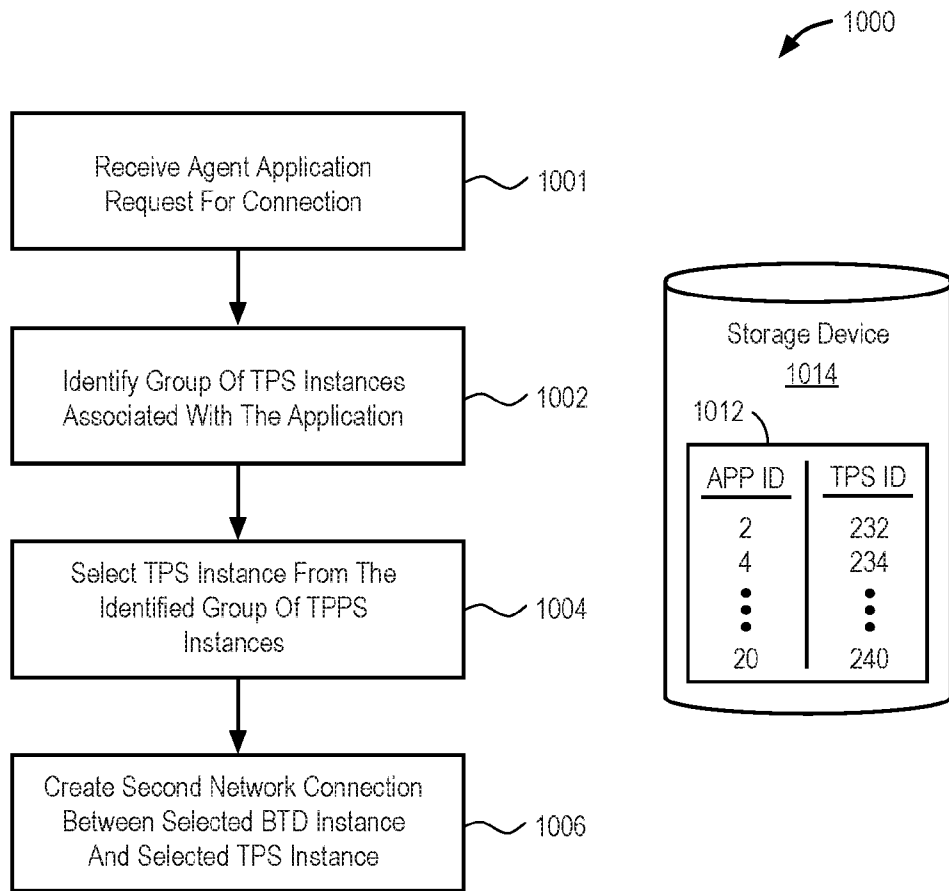 1000
Receive Agent Application
Request For Connection
1001
Identify Group Of TPS Instances
Associated With The Application
1002
Select TPS Instance From The
Identified Group Of TPPS
Instances
1004
Create Second Network Connection
Between Selected BTD Instance
And Selected TPS Instance
1006
Storage Device
1014
1012
APP ID TPS ID
2 232
4 234
20 240